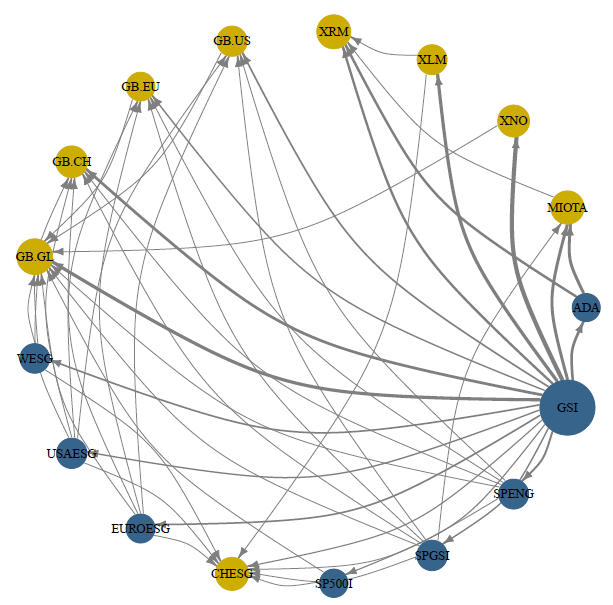 XRM
GB.US
XLM
GB.EU
XNO
GB.CH
MIOTA
GB.GL
ADA
WESG
GSI
USAESG
SPENG
EUROESG
SPGSI
CHESG
SP500I